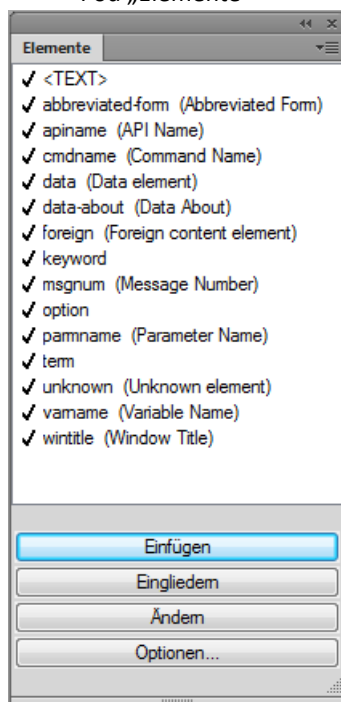 Pod „Elemente“
Elemente
<TEXT>
abbreviated-form (Abbreviated Form)
apiname (API Name)
cmdname (Command Name)
data (Data element)
data-about (Data About)
foreign (Foreign content element)
keyword
msgnum (Message Number)
option
parmname (Parameter Name)
term
unknown (Unknown element)
varname (Variable Name)
wintitle (Window Title)
Einfügen
Eingliedern
Ändern
Optionen...